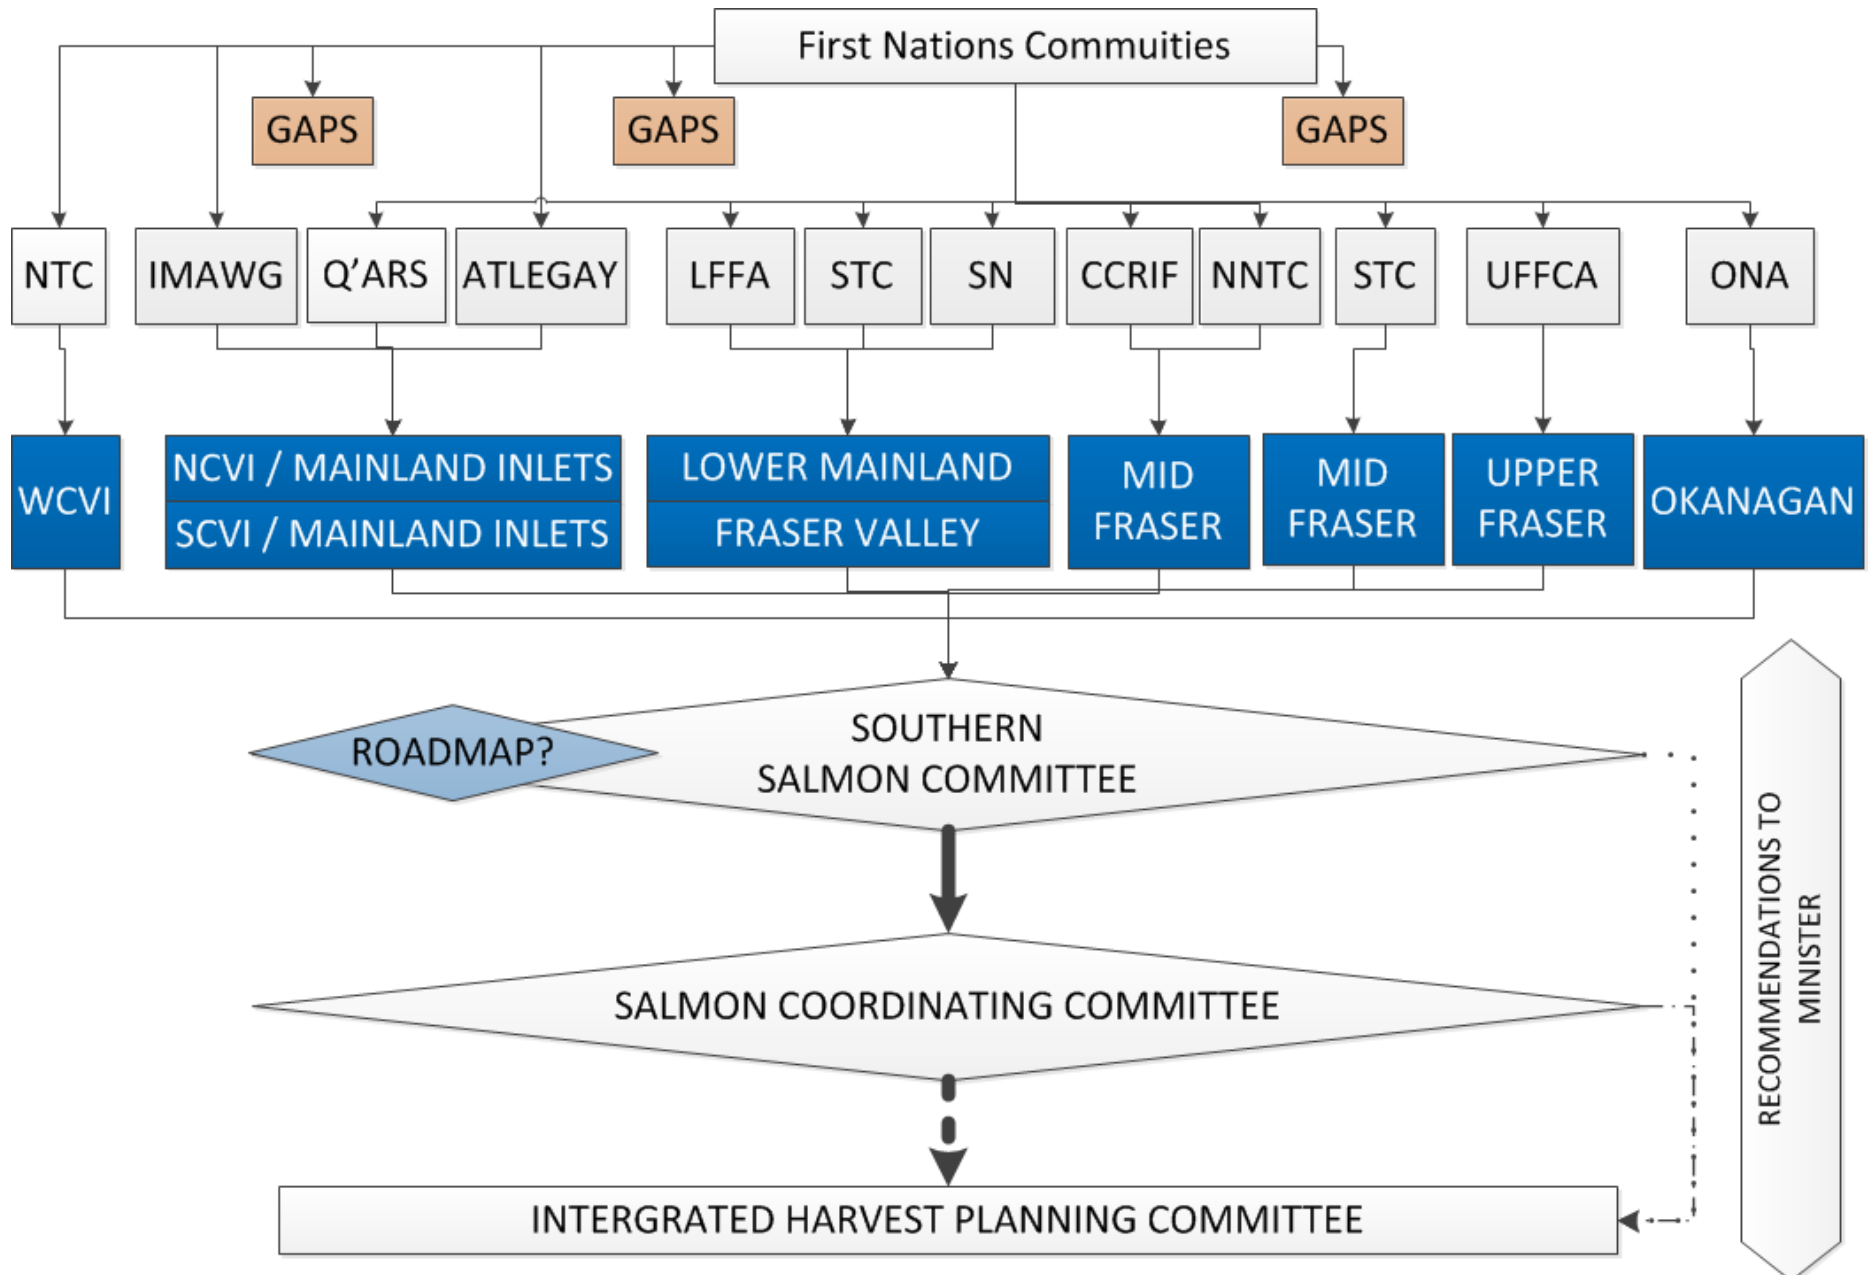 First Nations Commuities
GAPS
GAPS
GAPS
NTC
IMAWG
Q'ARS
ATLEGAY
LFFA
STC
SN
CCRIF
NNTC
STC
UFFCA
ONA
WCVI
NCVI / MAINLAND INLETS
SCVI / MAINLAND INLETS
LOWER MAINLAND
FRASER VALLEY
MID
FRASER
MID
FRASER
UPPER
FRASER
OKANAGAN
ROADMAP?
SOUTHERN
SALMON COMMITTEE
SALMON COORDINATING COMMITTEE
INTERGRATED HARVEST PLANNING COMMITTEE
RECOMMENDATIONS TO
MINISTER